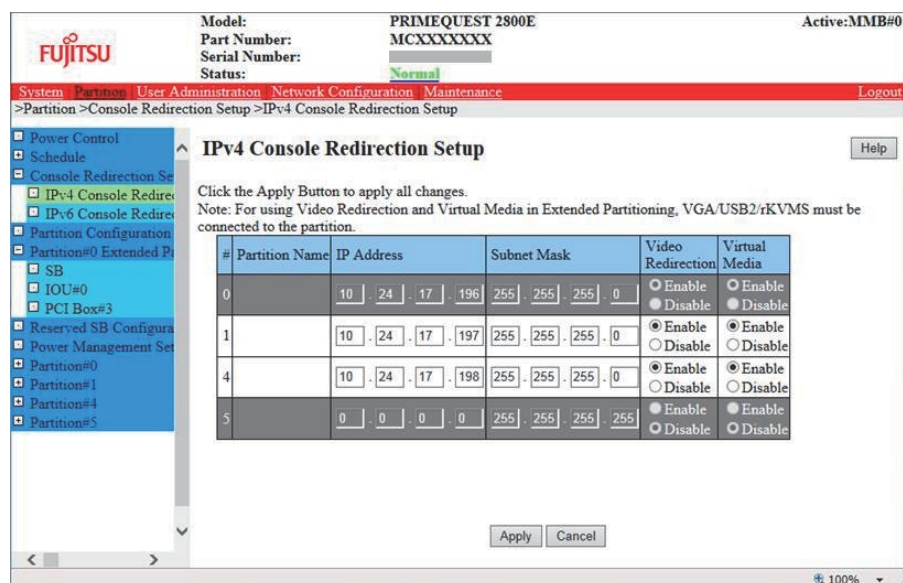 FUJITSU
Model: PRIMEQUEST 2800E Active:MMB#0
Part Number: MCXXXXXXX
Serial Number:
Status: Normal
System Partition User Administration Network Configuration Maintenance Logout
>Partition >Console Redirection Setup >IPv4 Console Redirection Setup
Power Control
Schedule
Console Redirection Se
IPv4 Console Redirec
IPv6 Console Redirec
Partition Configuration
Partition#0 Extended Pa
SB
IOU#0
PCI Box#3
Reserved SB Configura
Power Management Set
Partition#0
Partition#1
Partition#4
Partition#5
IPv4 Console Redirection Setup
Help
Click the Apply Button to apply all changes.
Note: For using Video Redirection and Virtual Media in Extended Partitioning, VGA/USB2/rKVMS must be
connected to the partition.
# Partition Name IP Address Subnet Mask Video Redirection Virtual Media
0 10 . 24 . 17 . 196 255 . 255 . 255 . 0 Enable Enable
Disable Disable
1 10 . 24 . 17 . 197 255 . 255 . 255 . 0 Enable Enable
Disable Disable
4 10 . 24 . 17 . 198 255 . 255 . 255 . 0 Enable Enable
Disable Disable
5 0 . 0 . 0 . 0 255 . 255 . 255 . 255 Enable Enable
Disable Disable
Apply Cancel
100%